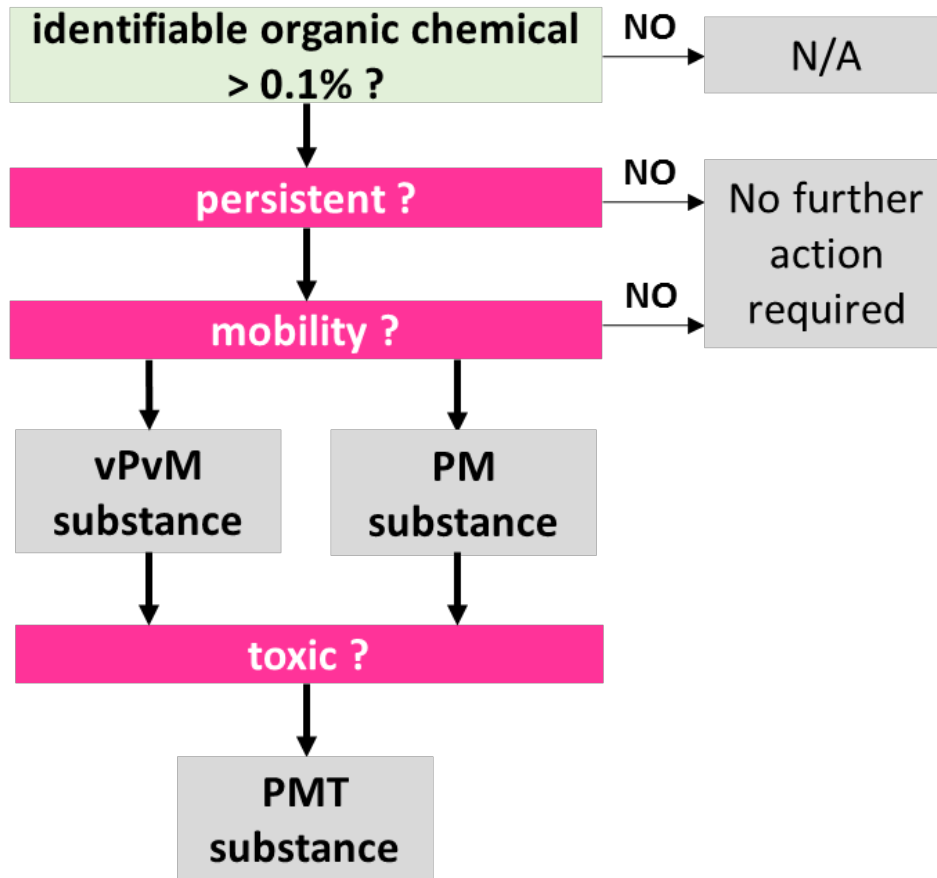 identifiable organic chemical
> 0.1% ?
NO
N/A
persistent ?
NO
No further
action
required
mobility ?
NO
vPvM
substance
PM
substance
toxic ?
PMT
substance